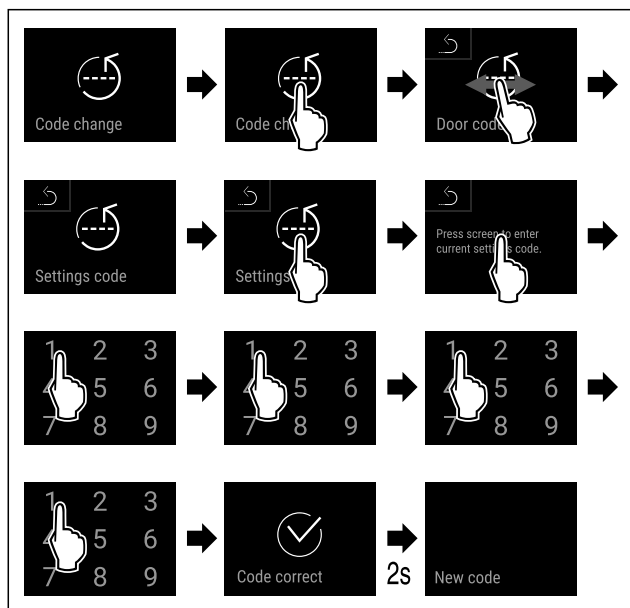 Code change
Code ch
Door code
Settings code
Settings
Press screen to enter
current settings code.
1 2 3
4 5 6
7 8 9
1 2 3
4 5 6
7 8 9
1 2 3
4 5 6
7 8 9
1 2 3
4 5 6
7 8 9
Code correct
2s
New code